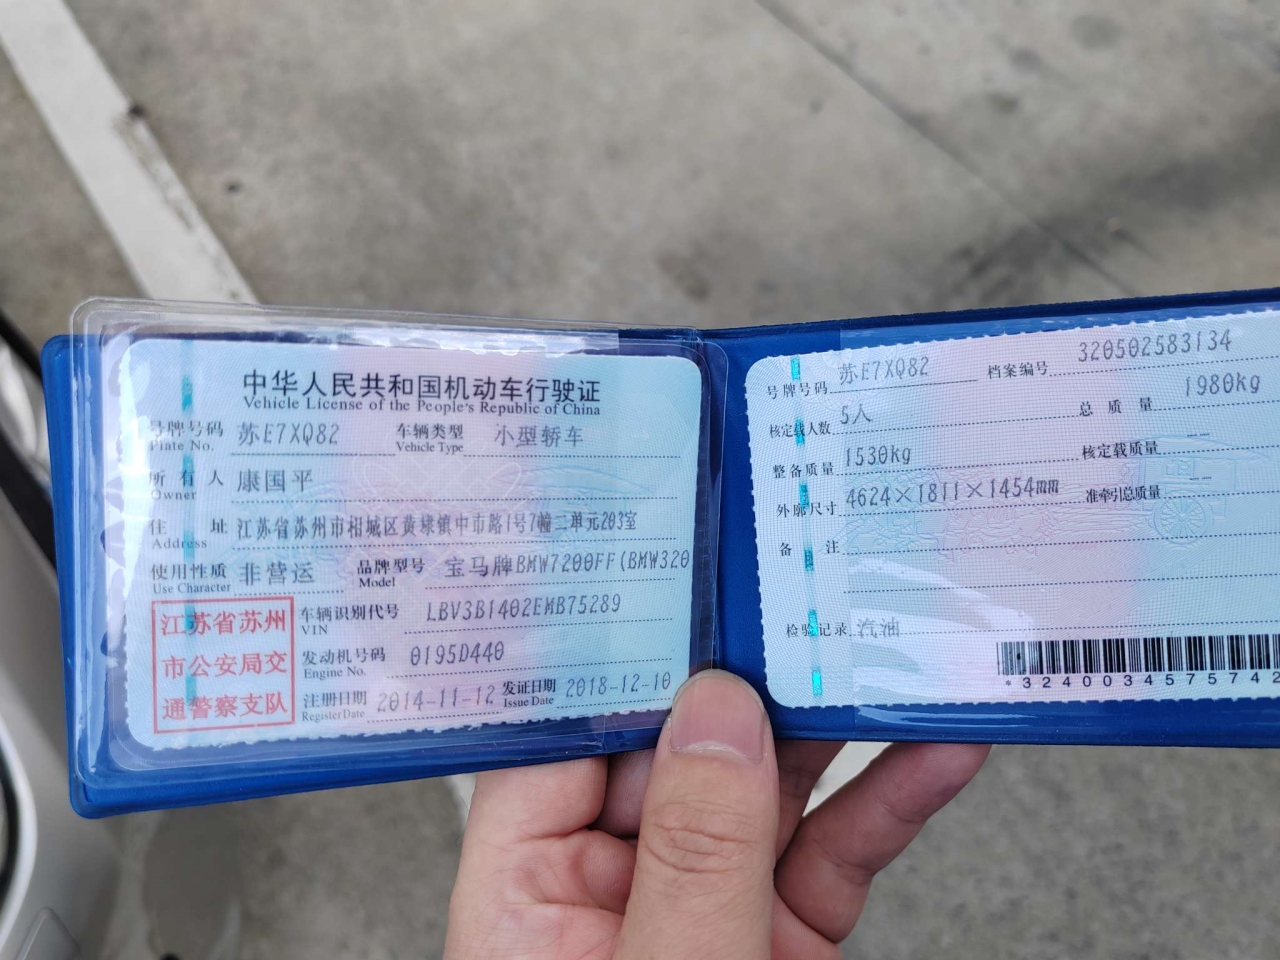 中华人民共和国机动车行驶证
Vehicle License of the People's Republic of China
号牌号码 苏E7XQ82 车辆类型 小型轿车
Plate No. Vehicle Type
所有人 康国平
Owner
住址 江苏省苏州市相城区黄埭镇中市路1号7幢三单元203室
Address
使用性质 非营运 品牌型号 宝马牌BMW7200FF(BMW320
Use Character Model
江苏省苏州
市公安局交
通警察支队
车辆识别代号 LBV3B1402EMB75289
VIN
发动机号码 0195D440
Engine No.
注册日期 2014-11-12 发证日期 2018-12-10
Register Date Issue Date
号牌号码 苏E7XQ82 档案编号 320502583134
核定载人数 5人 总质量 1980kg
整备质量 1530kg 核定载质量 --
外廓尺寸 4624×1811×1454mm 准牵引总质量 --
备注
检验记录 汽油
*3240034575742